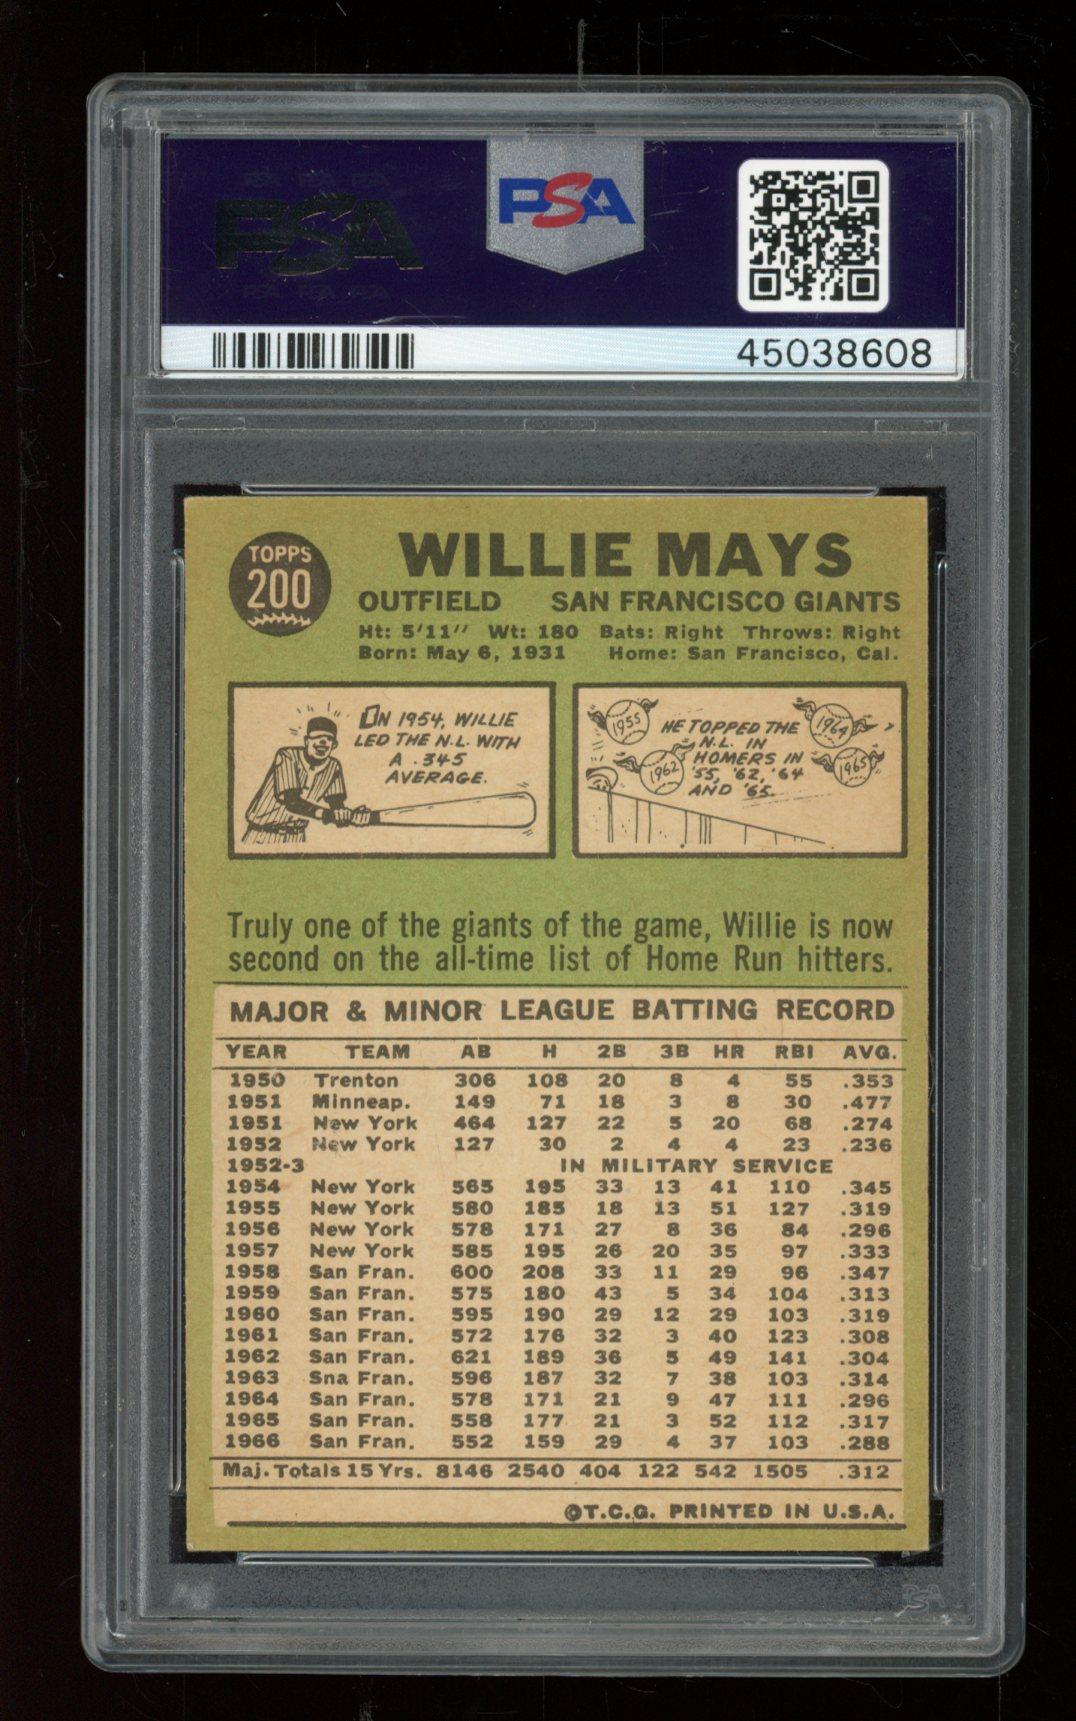 PSA
PSA
45038608
TOPPS
200
WILLIE MAYS
OUTFIELD SAN FRANCISCO GIANTS
Ht: 5'11" Wt: 180 Bats: Right Throws: Right
Born: May 6, 1931 Home: San Francisco, Cal.
IN 1954, WILLIE
LED THE N.L. WITH
A .345
AVERAGE.
1955
1962
HE TOPPED THE
N.L. IN
HOMERS IN
'55, '62, '64
AND '65.
1964
1965
Truly one of the giants of the game, Willie is now
second on the all-time list of Home Run hitters.
MAJOR & MINOR LEAGUE BATTING RECORD
YEAR TEAM AB H 2B 3B HR RBI AVG.
1950 Trenton 306 108 20 8 4 55 .353
1951 Minneap. 149 71 18 3 8 30 .477
1951 New York 464 127 22 5 20 68 .274
1952 New York 127 30 2 4 4 23 .236
1952-3 IN MILITARY SERVICE
1954 New York 565 195 33 13 41 110 .345
1955 New York 580 185 18 13 51 127 .319
1956 New York 578 171 27 8 36 84 .296
1957 New York 585 195 26 20 35 97 .333
1958 San Fran. 600 208 33 11 29 96 .347
1959 San Fran. 575 180 43 5 34 104 .313
1960 San Fran. 595 190 29 12 29 103 .319
1961 San Fran. 572 176 32 3 40 123 .308
1962 San Fran. 621 189 36 5 49 141 .304
1963 Sna Fran. 596 187 32 7 38 103 .314
1964 San Fran. 578 171 21 9 47 111 .296
1965 San Fran. 558 177 21 3 52 112 .317
1966 San Fran. 552 159 29 4 37 103 .288
Maj. Totals 15 Yrs. 8146 2540 404 122 542 1505 .312
©T.C.G. PRINTED IN U.S.A.
PSA